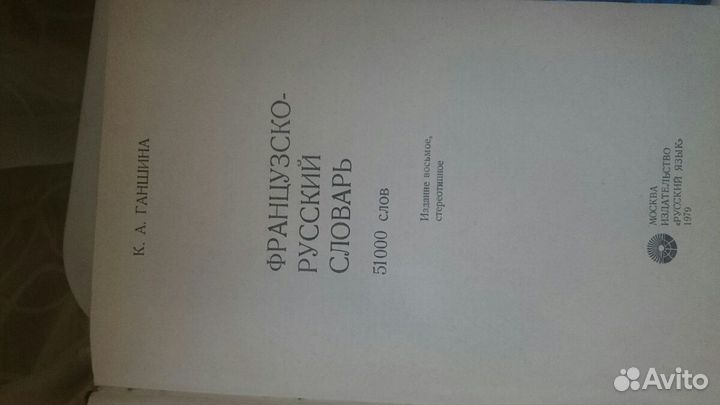 К. А. ГАНШИНА
ФРАНЦУЗСКО-
РУССКИЙ
СЛОВАРЬ
51000 СЛОВ
Издание восьмое,
стереотипное
МОСКВА
ИЗДАТЕЛЬСТВО
«РУССКИЙ ЯЗЫК»
1979
Avito